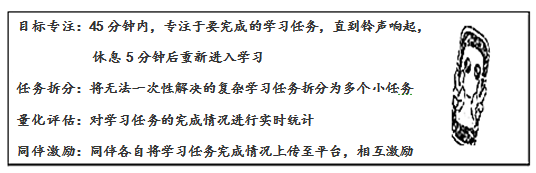 目标专注：45分钟内，专注于要完成的学习任务，直到铃声响起，
休息5分钟后重新进入学习
任务拆分：将无法一次性解决的复杂学习任务拆分为多个小任务
量化评估：对学习任务的完成情况进行实时统计
同伴激励：同伴各自将学习任务完成情况上传至平台，相互激励